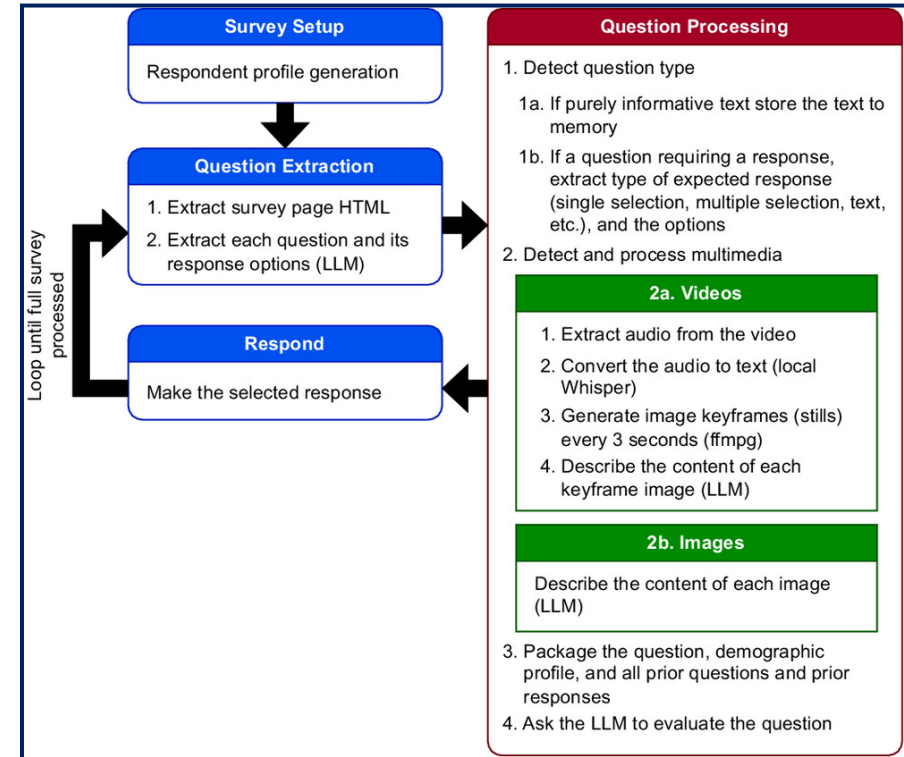 Survey Setup
Respondent profile generation
Question Extraction
1. Extract survey page HTML
2. Extract each question and its
response options (LLM)
Respond
Make the selected response
Loop until full survey
processed
Question Processing
1. Detect question type
1a. If purely informative text store the text to
memory
1b. If a question requiring a response,
extract type of expected response
(single selection, multiple selection, text,
etc.), and the options
2. Detect and process multimedia
2a. Videos
1. Extract audio from the video
2. Convert the audio to text (local
Whisper)
3. Generate image keyframes (stills)
every 3 seconds (ffmpg)
4. Describe the content of each
keyframe image (LLM)
2b. Images
Describe the content of each image
(LLM)
3. Package the question, demographic
profile, and all prior questions and prior
responses
4. Ask the LLM to evaluate the question